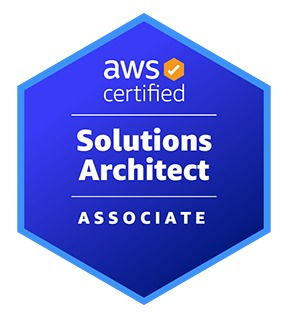 aws
certified
Solutions
Architect
ASSOCIATE